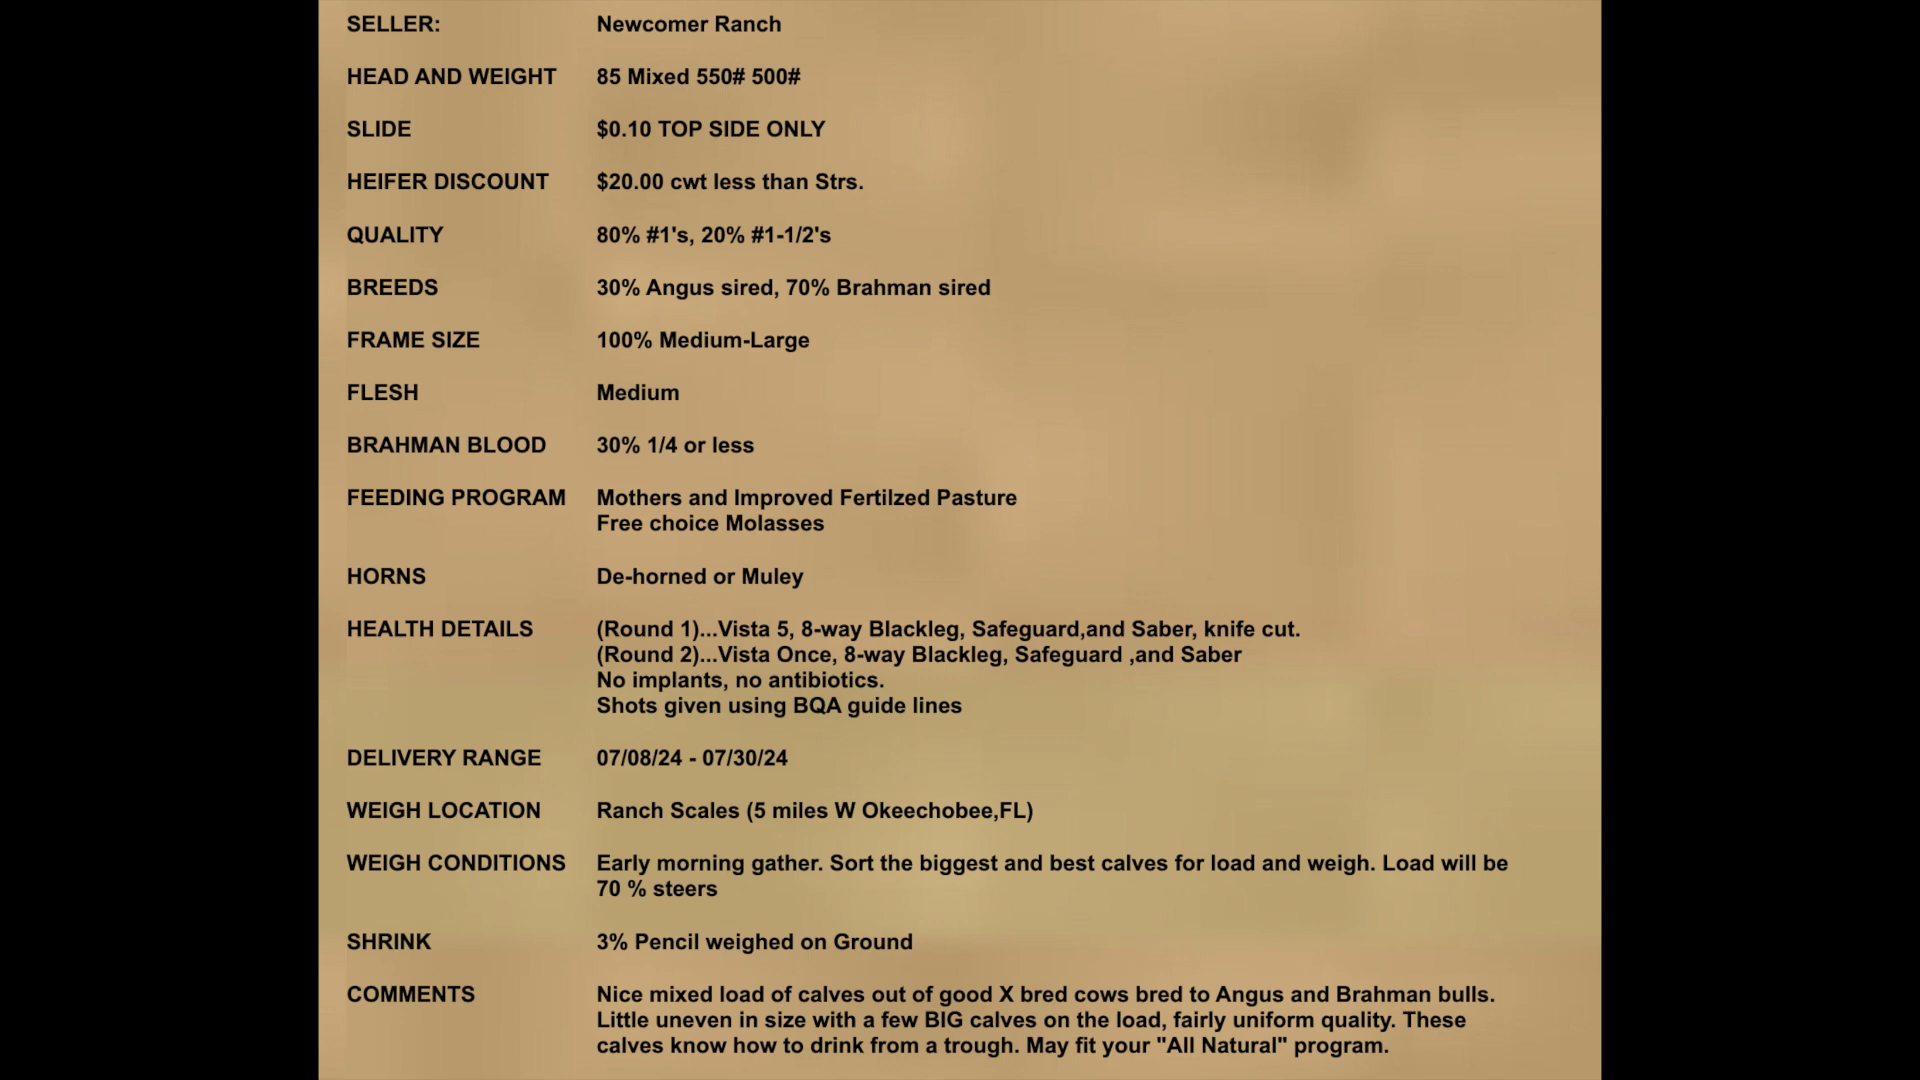 SELLER: Newcomer Ranch
HEAD AND WEIGHT 85 Mixed 550# 500#
SLIDE $0.10 TOP SIDE ONLY
HEIFER DISCOUNT $20.00 cwt less than Strs.
QUALITY 80% #1's, 20% #1-1/2's
BREEDS 30% Angus sired, 70% Brahman sired
FRAME SIZE 100% Medium-Large
FLESH Medium
BRAHMAN BLOOD 30% 1/4 or less
FEEDING PROGRAM Mothers and Improved Fertilzed Pasture
Free choice Molasses
HORNS De-horned or Muley
HEALTH DETAILS (Round 1)...Vista 5, 8-way Blackleg, Safeguard,and Saber, knife cut.
(Round 2)...Vista Once, 8-way Blackleg, Safeguard ,and Saber
No implants, no antibiotics.
Shots given using BQA guide lines
DELIVERY RANGE 07/08/24 - 07/30/24
WEIGH LOCATION Ranch Scales (5 miles W Okeechobee,FL)
WEIGH CONDITIONS Early morning gather. Sort the biggest and best calves for load and weigh. Load will be
70 % steers
SHRINK 3% Pencil weighed on Ground
COMMENTS Nice mixed load of calves out of good X bred cows bred to Angus and Brahman bulls.
Little uneven in size with a few BIG calves on the load, fairly uniform quality. These
calves know how to drink from a trough. May fit your "All Natural" program.